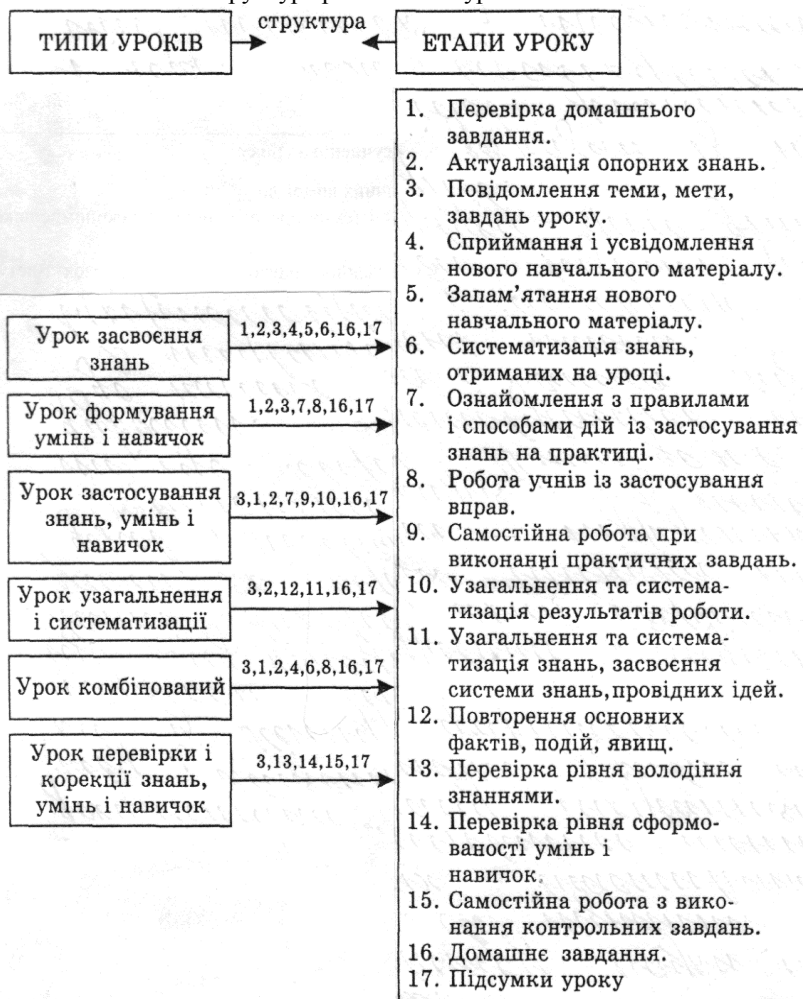 структура
ТИПИ УРОКІВ
ЕТАПИ УРОКУ
1. Перевірка домашнього
завдання.
2. Актуалізація опорних знань.
3. Повідомлення теми, мети,
завдань уроку.
4. Сприймання і усвідомлення
нового навчального матеріалу.
5. Запам’ятання нового
навчального матеріалу.
6. Систематизація знань,
отриманих на уроці.
7. Ознайомлення з правилами
і способами дій із застосування
знань на практиці.
8. Робота учнів із застосування
вправ.
9. Самостійна робота при
виконанні практичних завдань.
10. Узагальнення та система-
тизація результатів роботи.
11. Узагальнення та система-
тизація знань, засвоєння
системи знань,провідних ідей.
12. Повторення основних
фактів, подій, явищ.
13. Перевірка рівня володіння
знаннями.
14. Перевірка рівня сформо-
ваності умінь і
навичок.
15. Самостійна робота з вико-
нання контрольних завдань.
16. Домашнє завдання.
17. Підсумки уроку
Урок засвоєння
знань
1,2,3,4,5,6,16,17
Урок формування
умінь і навичок
1,2,3,7,8,16,17
Урок застосування
знань, умінь і
навичок
3,1,2,7,9,10,16,17
Урок узагальнення
і систематизації
3,2,12,11,16,17
Урок комбінований
3,1,2,4,6,8,16,17
Урок перевірки і
корекції знань,
умінь і навичок
3,13,14,15,17